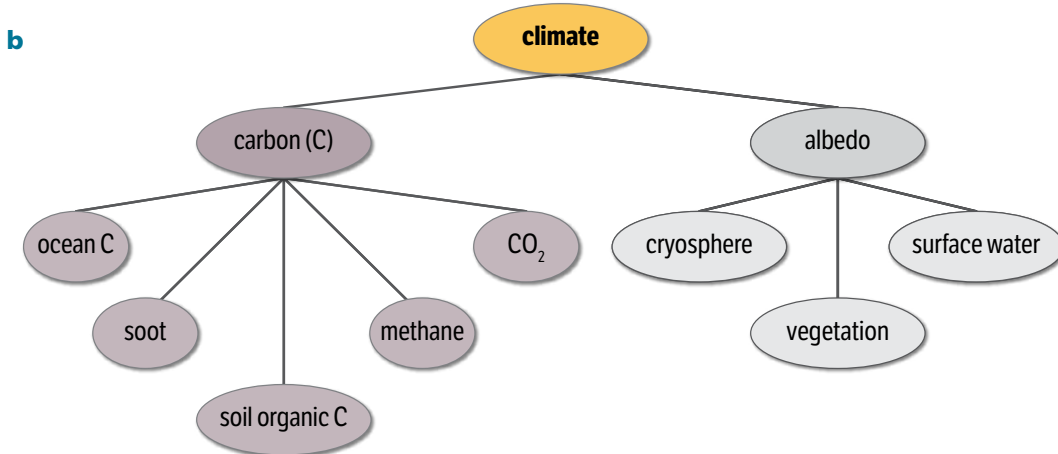 b
climate
carbon (C)
albedo
ocean C
CO₂
cryosphere
surface water
soot
methane
vegetation
soil organic C